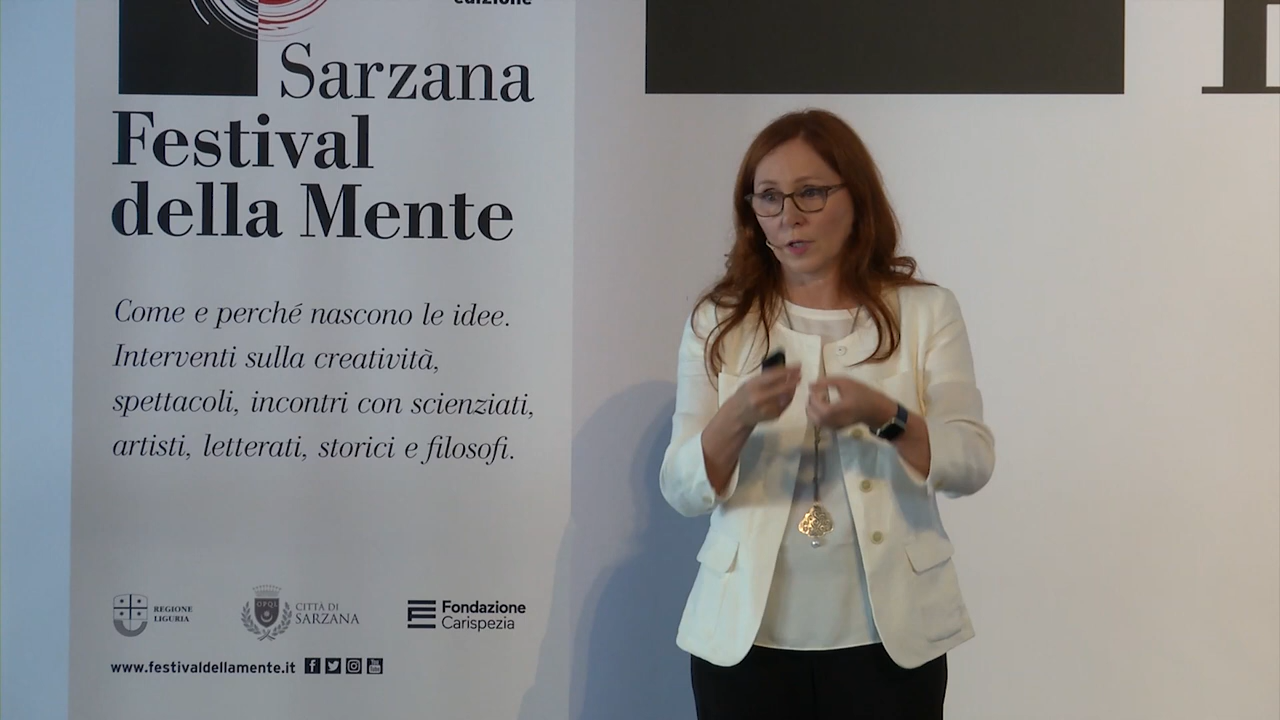 edizione
Sarzana
Festival
della Mente
Come e perché nascono le idee.
Interventi sulla creatività,
spettacoli, incontri con scienziati,
artisti, letterati, storici e filosofi.
REGIONE
LIGURIA
CITTÀ DI
SARZANA
Fondazione
Carispezia
www.festivaldellamente.it